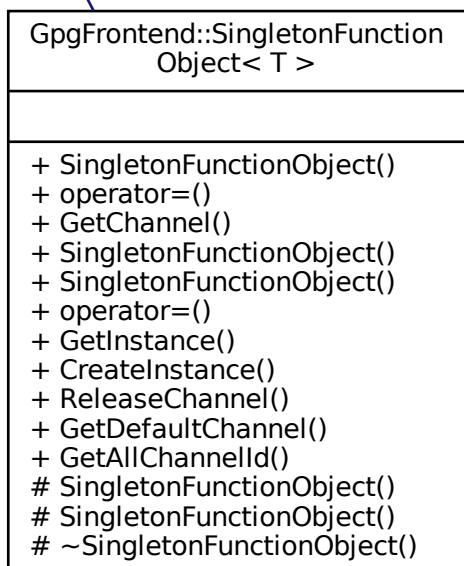 GpgFrontend::SingletonFunction
Object< T >
+ SingletonFunctionObject()
+ operator=()
+ GetChannel()
+ SingletonFunctionObject()
+ SingletonFunctionObject()
+ operator=()
+ GetInstance()
+ CreateInstance()
+ ReleaseChannel()
+ GetDefaultChannel()
+ GetAllChannelId()
# SingletonFunctionObject()
# SingletonFunctionObject()
# ~SingletonFunctionObject()